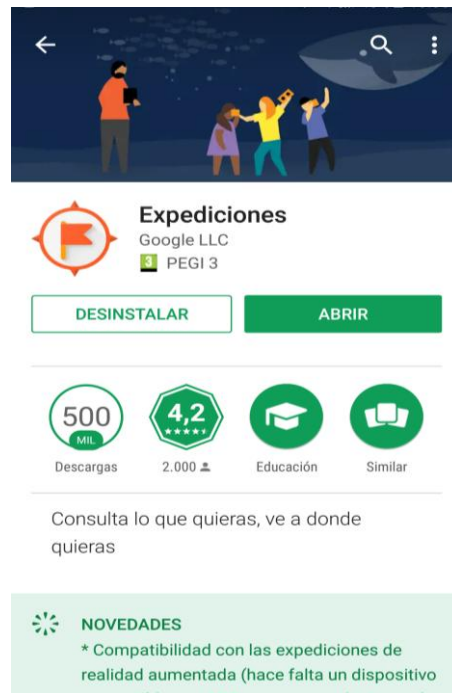 Expediciones
Google LLC
3 PEGI 3
DESINSTALAR
ABRIR
500
MIL
4,2
Descargas
2.000
Educación
Similar
Consulta lo que quieras, ve a donde
quieras
NOVEDADES
* Compatibilidad con las expediciones de
realidad aumentada (hace falta un dispositivo